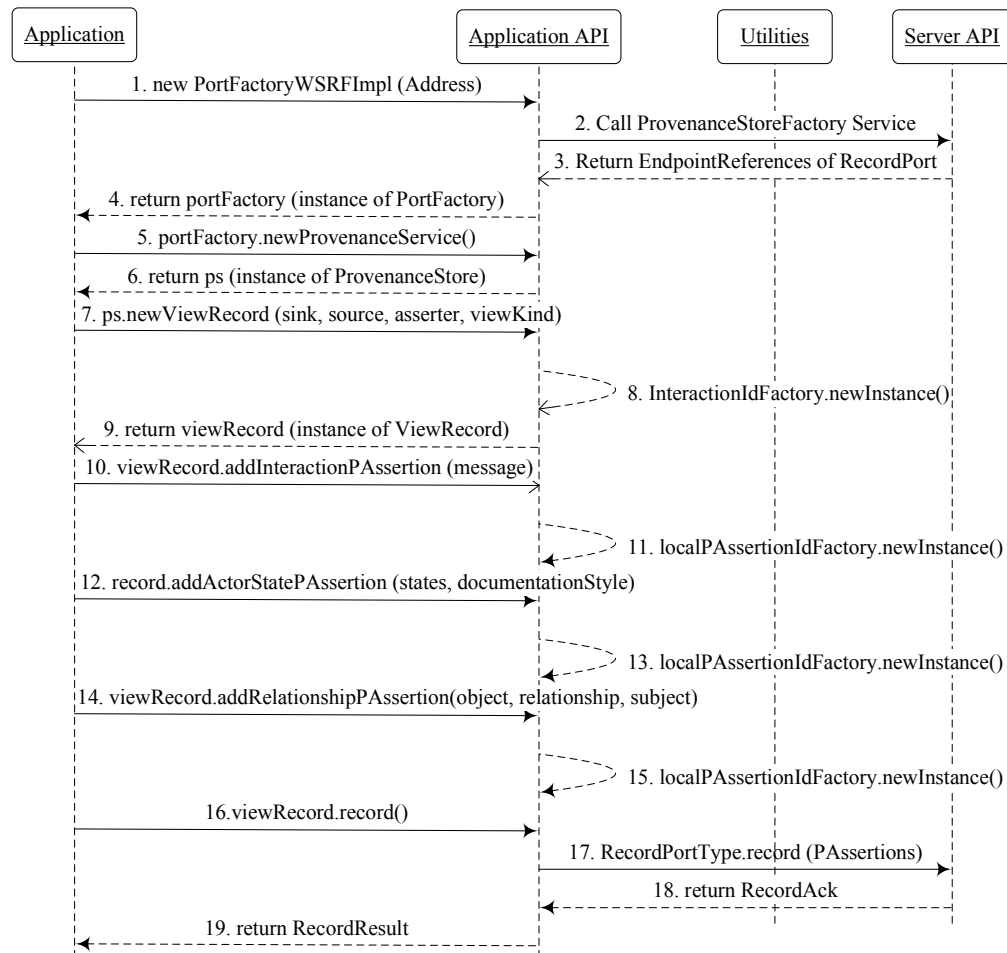 Application
Application API
Utilities
Server API
1. new PortFactoryWSRFImpl (Address)
2. Call ProvenanceStoreFactory Service
3. Return EndpointReferences of RecordPort
4. return portFactory (instance of PortFactory)
5. portFactory.newProvenanceService()
6. return ps (instance of ProvenanceStore)
7. ps.newViewRecord (sink, source, asserter, viewKind)
8. InteractionIdFactory.newInstance()
9. return viewRecord (instance of ViewRecord)
10. viewRecord.addInteractionPAssertion (message)
11. localPAssertionIdFactory.newInstance()
12. record.addActorStatePAssertion (states, documentationStyle)
13. localPAssertionIdFactory.newInstance()
14. viewRecord.addRelationshipPAssertion(object, relationship, subject)
15. localPAssertionIdFactory.newInstance()
16.viewRecord.record()
17. RecordPortType.record (PAssertions)
18. return RecordAck
19. return RecordResult